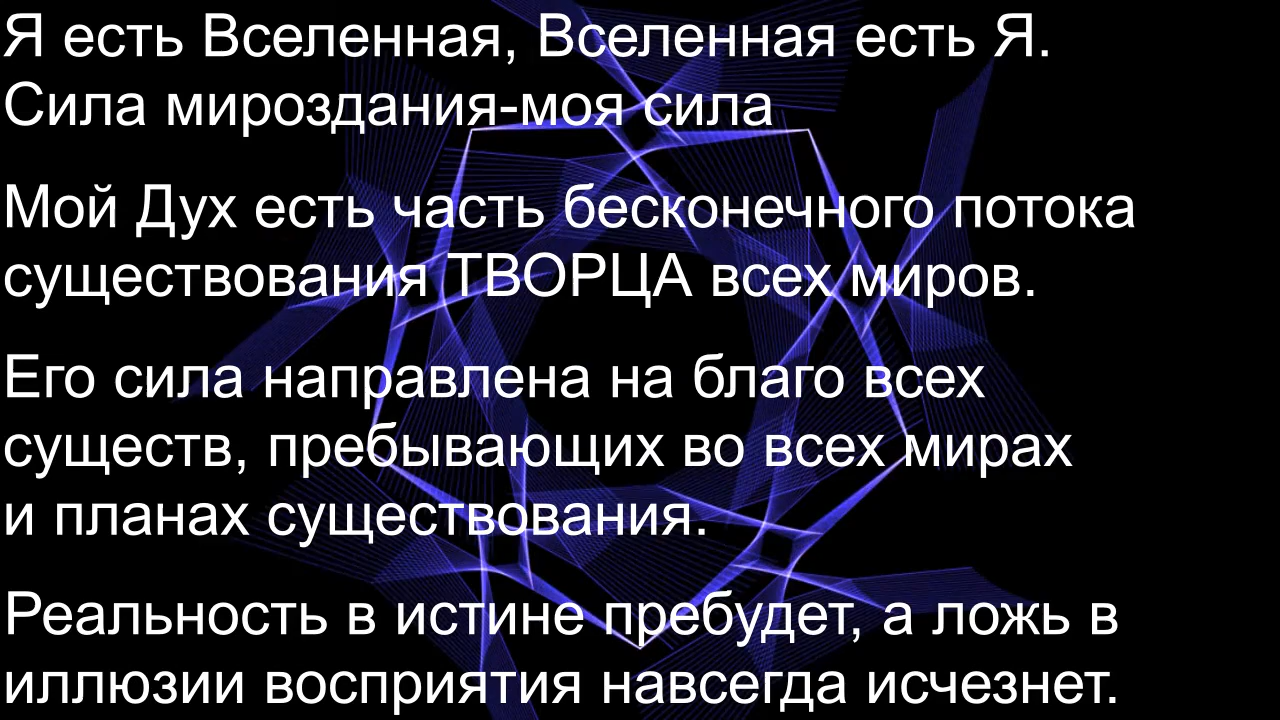 Я есть Вселенная, Вселенная есть Я.
Сила мироздания-моя сила
Мой Дух есть часть бесконечного потока
существования ТВОРЦА всех миров.
Его сила направлена на благо всех
существ, пребывающих во всех мирах
и планах существования.
Реальность в истине пребудет, а ложь в
иллюзии восприятия навсегда исчезнет.